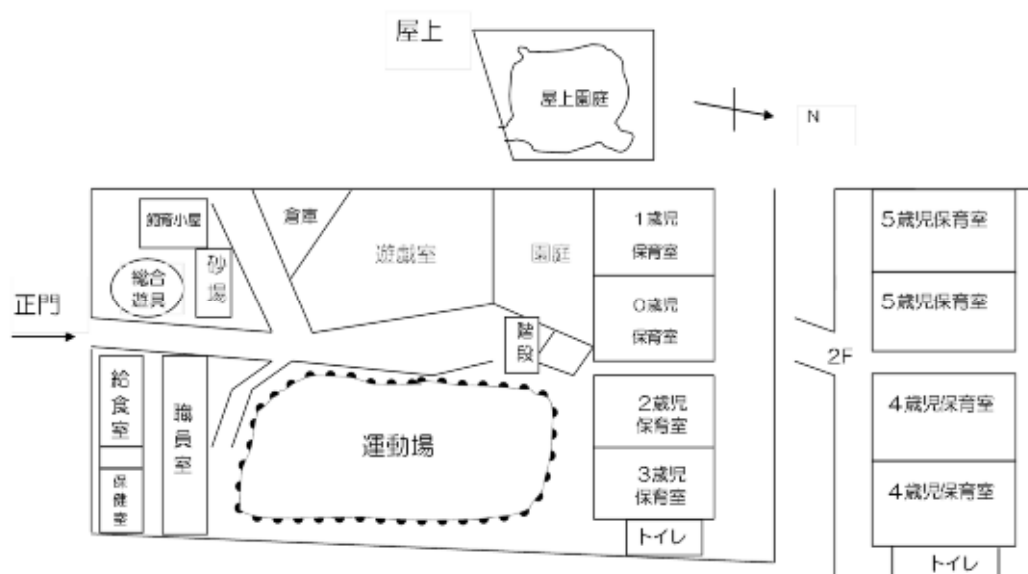 屋上
屋上園庭
N
飼育小屋
砂場
総合
遊具
倉庫
遊戯室
園庭
1歳児
保育室
0歳児
保育室
正門
階段
給食室
職員室
保健室
運動場
2歳児
保育室
3歳児
保育室
トイレ
2F
5歳児保育室
5歳児保育室
4歳児保育室
4歳児保育室
トイレ